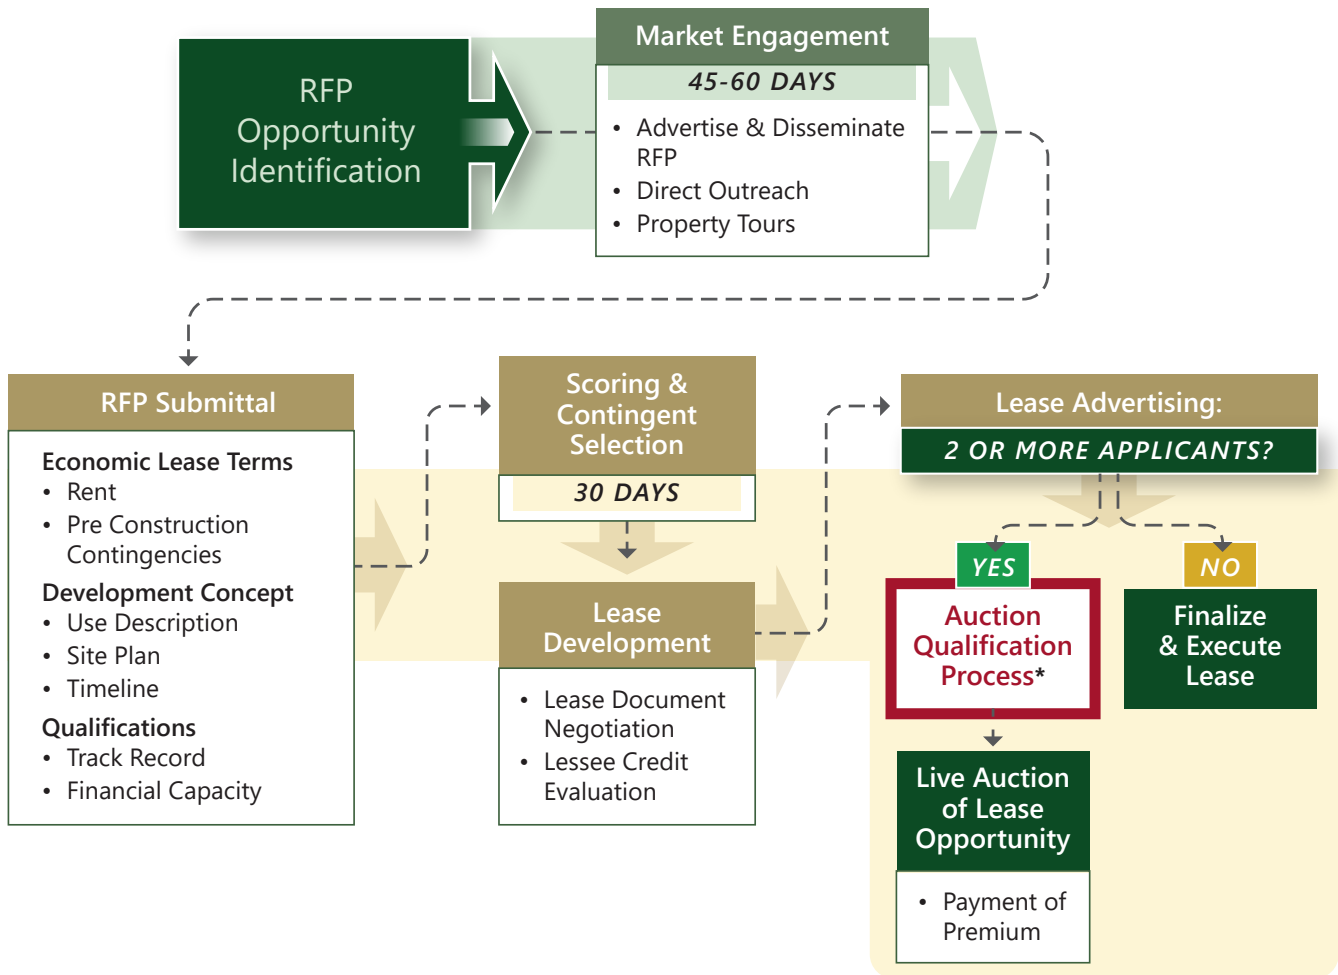 RFP
Opportunity
Identification
Market Engagement
45-60 DAYS
• Advertise & Disseminate
RFP
• Direct Outreach
• Property Tours
RFP Submittal
Economic Lease Terms
• Rent
• Pre Construction
Contingencies
Development Concept
• Use Description
• Site Plan
• Timeline
Qualifications
• Track Record
• Financial Capacity
Scoring &
Contingent
Selection
30 DAYS
Lease
Development
• Lease Document
Negotiation
• Lessee Credit
Evaluation
Lease Advertising:
2 OR MORE APPLICANTS?
YES
Auction
Qualification
Process*
NO
Finalize
& Execute
Lease
Live Auction
of Lease
Opportunity
• Payment of
Premium